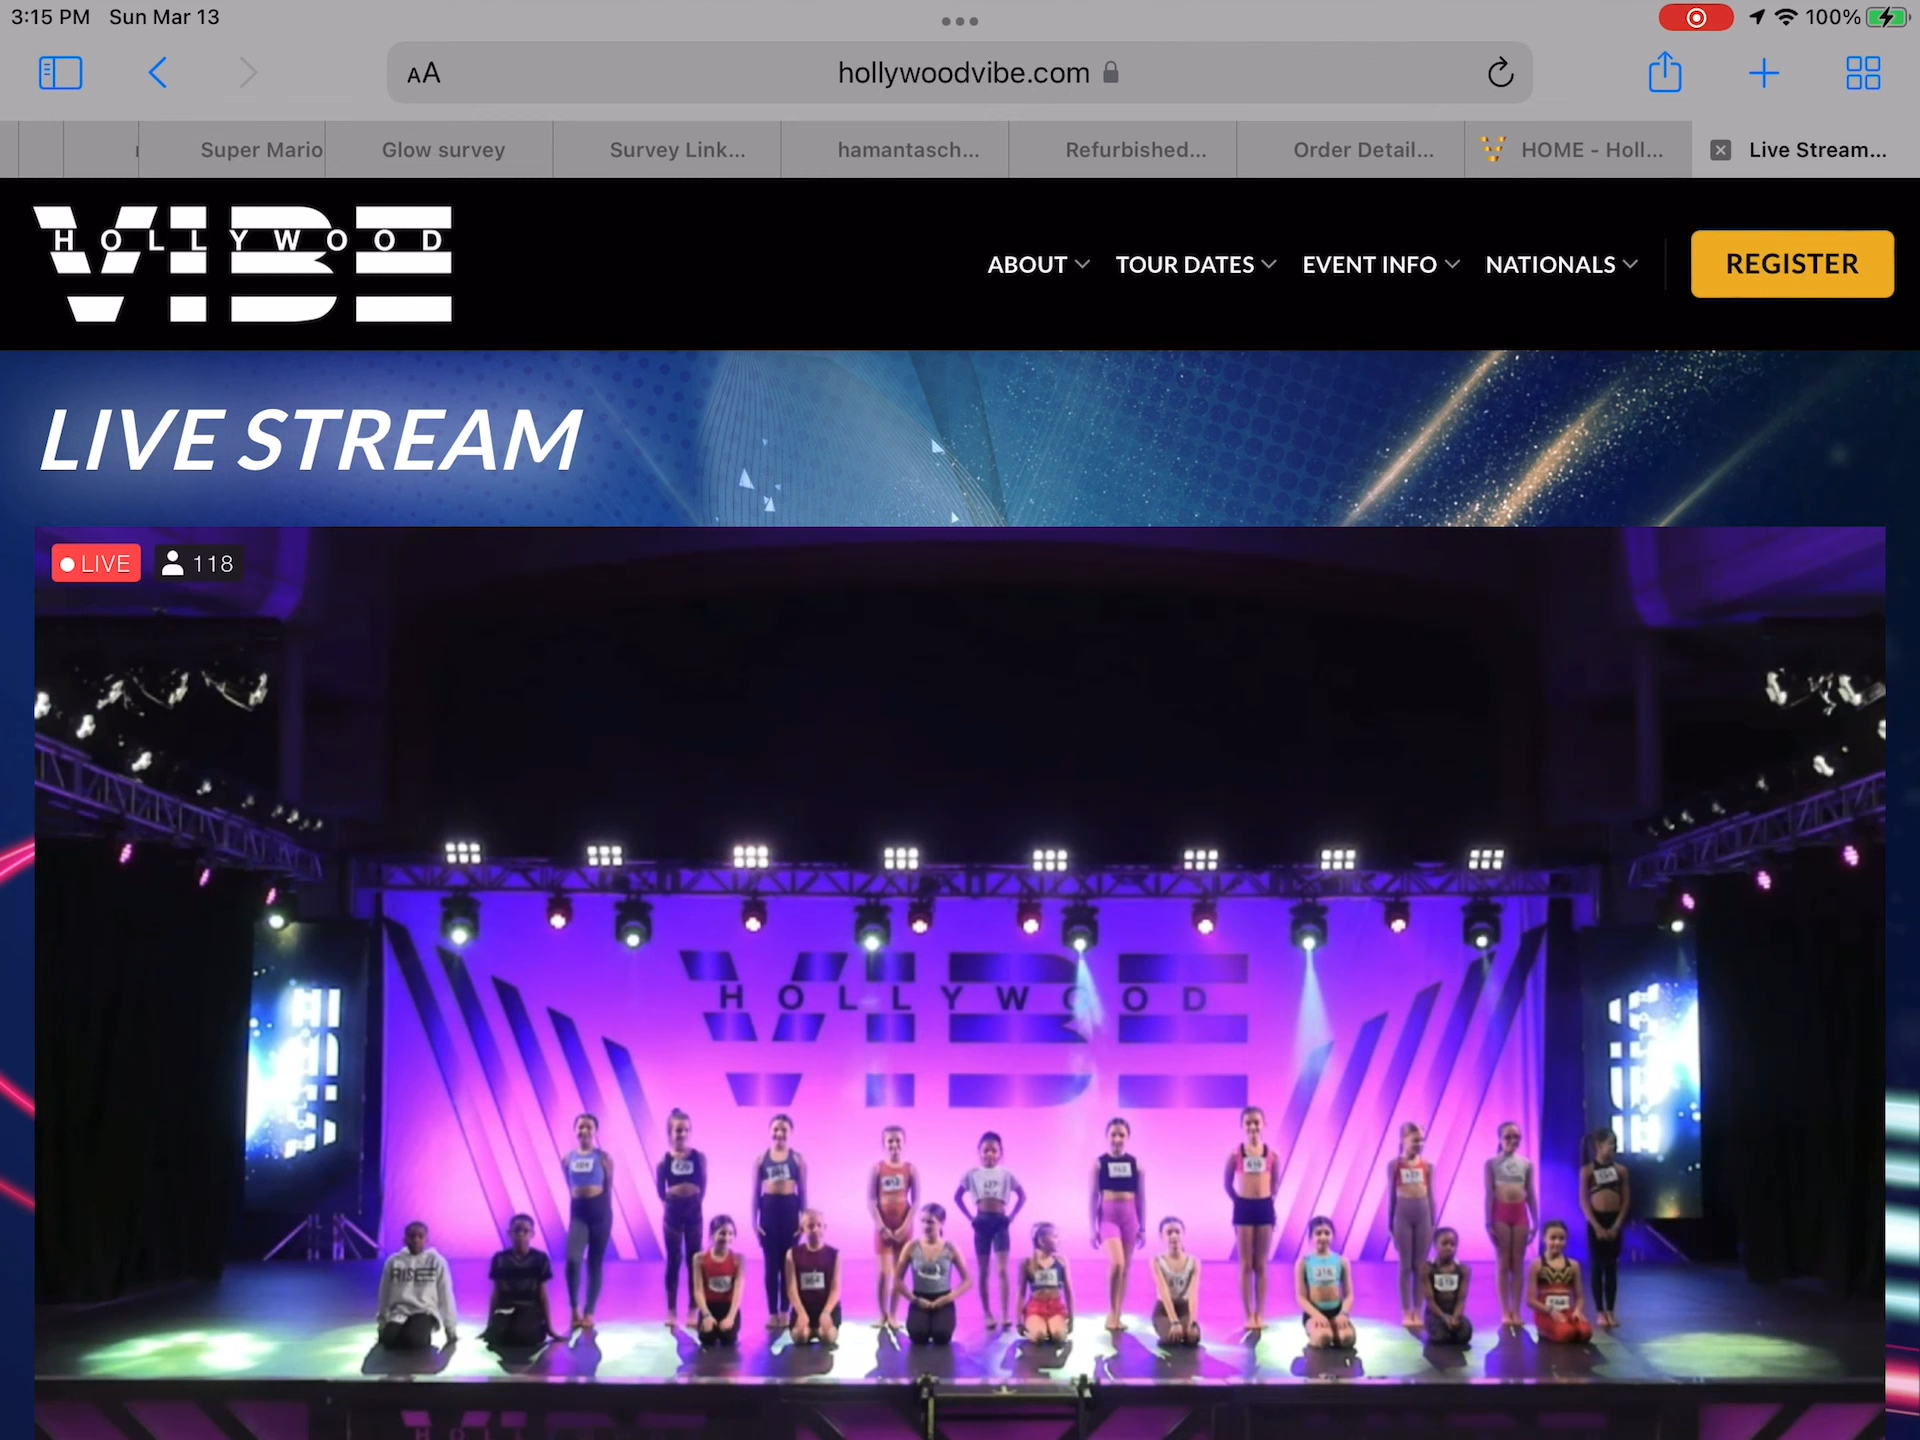 3:15 PM Sun Mar 13
100%
AA
hollywoodvibe.com
Super Mario
Glow survey
Survey Link...
hamantasch...
Refurbished...
Order Detail...
HOME - Holl...
Live Stream...
HOLLYWOOD
VIBE
ABOUT
TOUR DATES
EVENT INFO
NATIONALS
REGISTER
LIVE STREAM
LIVE
118
HOLLYWOOD
VIBE
VIBE
VIBE
RISE